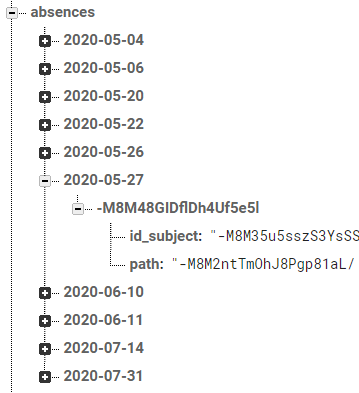 absences
2020-05-04
2020-05-06
2020-05-20
2020-05-22
2020-05-26
2020-05-27
-M8M48GIDflDh4Uf5e5l
id_subject: "-M8M35u5sszS3YsSS
path: "-M8M2ntTmOhJ8Pgp81aL/
2020-06-10
2020-06-11
2020-07-14
2020-07-31